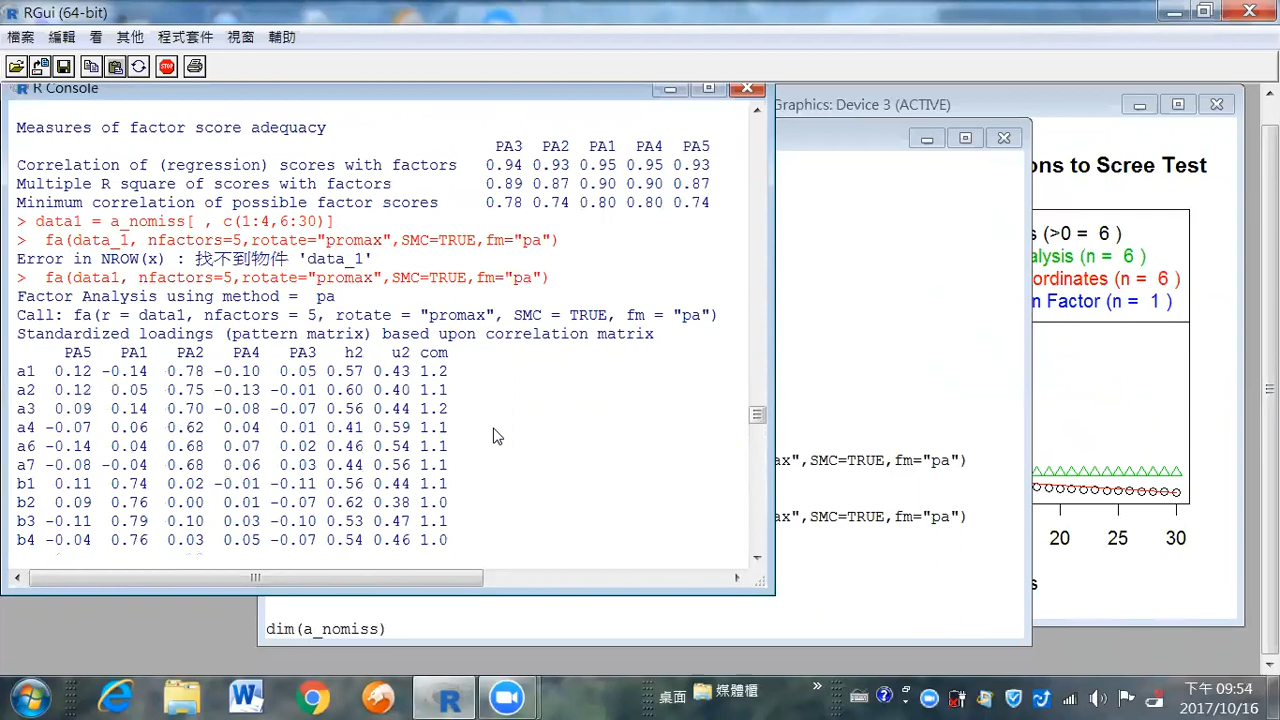 RGui (64-bit)
檔案 編輯 看 其他 程式套件 視窗 輔助
STOP
R Console
Measures of factor score adequacy
PA3 PA2 PA1 PA4 PA5
Correlation of (regression) scores with factors 0.94 0.93 0.95 0.95 0.93
Multiple R square of scores with factors 0.89 0.87 0.90 0.90 0.87
Minimum correlation of possible factor scores 0.78 0.74 0.80 0.80 0.74
> data1 = a_nomiss[ , c(1:4,6:30)]
> fa(data_1, nfactors=5,rotate="promax",SMC=TRUE,fm="pa")
Error in NROW(x) : 找不到物件 'data_1'
> fa(data1, nfactors=5,rotate="promax",SMC=TRUE,fm="pa")
Factor Analysis using method = pa
Call: fa(r = data1, nfactors = 5, rotate = "promax", SMC = TRUE, fm = "pa")
Standardized loadings (pattern matrix) based upon correlation matrix
PA5 PA1 PA2 PA4 PA3 h2 u2 com
a1 0.12 -0.14 0.78 -0.10 0.05 0.57 0.43 1.2
a2 0.12 0.05 0.75 -0.13 -0.01 0.60 0.40 1.1
a3 0.09 0.14 0.70 -0.08 -0.07 0.56 0.44 1.2
a4 -0.07 0.06 0.62 0.04 0.01 0.41 0.59 1.1
a6 -0.14 0.04 0.68 0.07 0.02 0.46 0.54 1.1
a7 -0.08 -0.04 0.68 0.06 0.03 0.44 0.56 1.1
b1 0.11 0.74 0.02 -0.01 -0.11 0.56 0.44 1.1
b2 0.09 0.76 0.00 0.01 -0.07 0.62 0.38 1.0
b3 -0.11 0.79 0.10 0.03 -0.10 0.53 0.47 1.1
b4 -0.04 0.76 0.03 0.05 -0.07 0.54 0.46 1.0
Graphics: Device 3 (ACTIVE)
ons to Scree Test
s (>0 = 6 )
alysis (n = 6 )
ordinates (n = 6 )
n Factor (n = 1 )
ax",SMC=TRUE,fm="pa")
ax",SMC=TRUE,fm="pa")
20 25 30
s
dim(a_nomiss)
桌面 媒體櫃 »
下午 09:54
2017/10/16